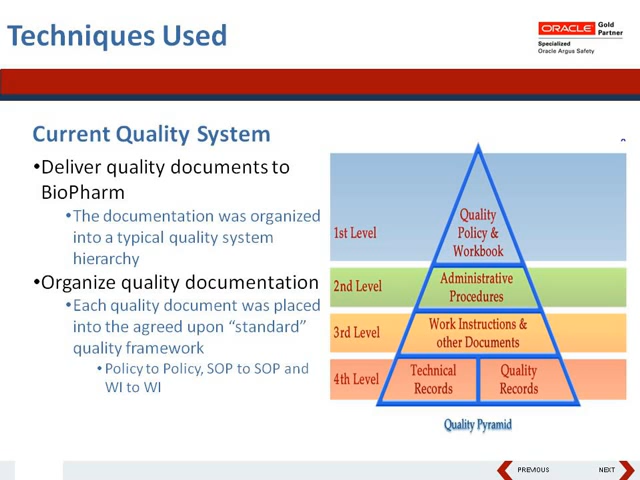 Techniques Used
ORACLE Gold
Partner
Specialized
Oracle Argus Safety
Current Quality System
•Deliver quality documents to
BioPharm
•The documentation was organized
into a typical quality system
hierarchy
•Organize quality documentation
•Each quality document was placed
into the agreed upon “standard”
quality framework
•Policy to Policy, SOP to SOP and
WI to WI
1st Level
Quality
Policy &
Workbook
2nd Level
Administrative
Procedures
3rd Level
Work Instructions &
other Documents
4th Level
Technical
Records
Quality
Records
Quality Pyramid
PREVIOUS
NEXT